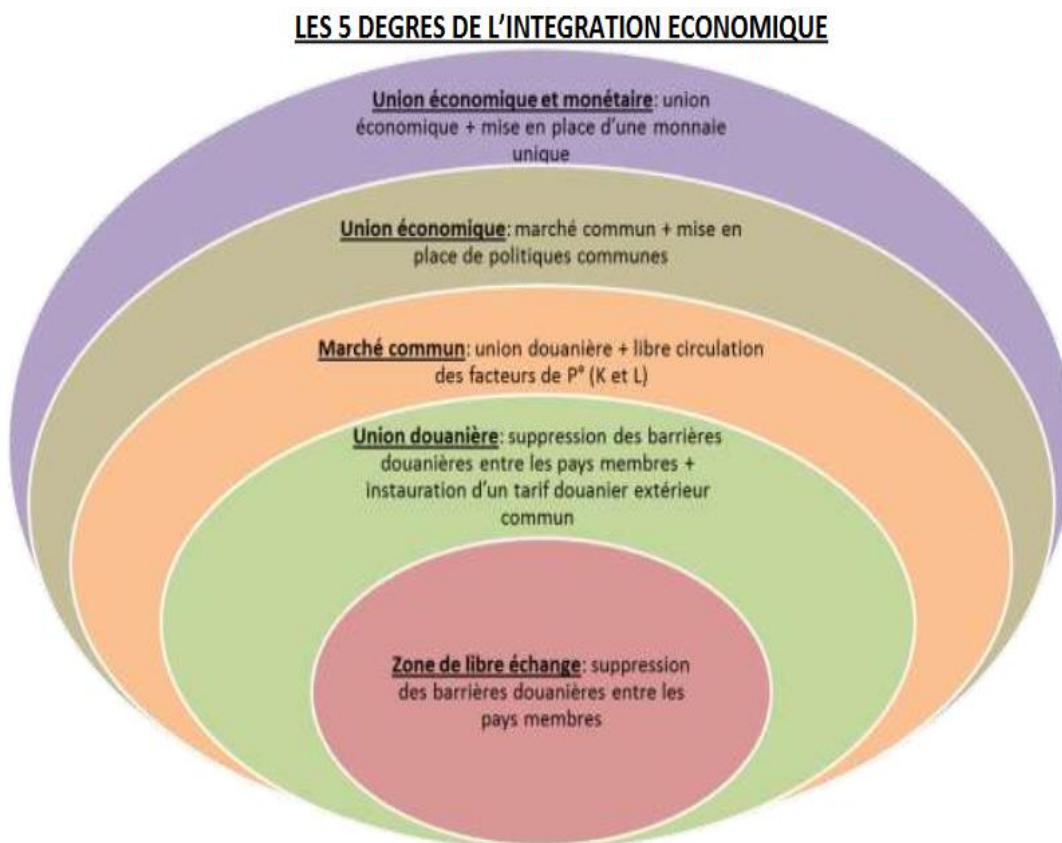 LES 5 DEGRES DE L'INTEGRATION ECONOMIQUE
Union économique et monétaire: union
économique + mise en place d'une monnaie
unique
Union économique: marché commun + mise en
place de politiques communes
Marché commun: union douanière + libre circulation
des facteurs de P° (K et L)
Union douanière: suppression des barrières
douanières entre les pays membres +
instauration d'un tarif douanier extérieur
commun
Zone de libre échange: suppression
des barrières douanières entre les
pays membres